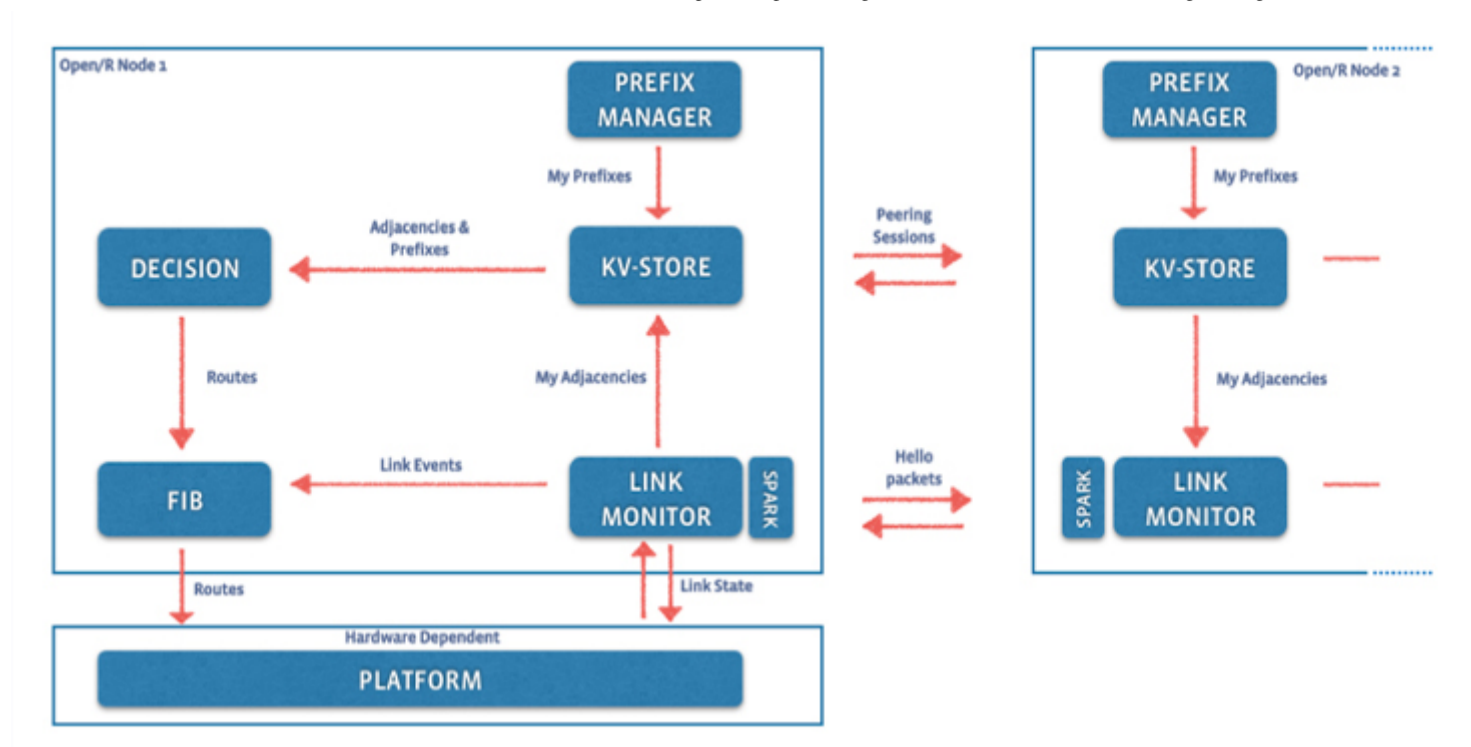 Open/R Node 1
PREFIX
MANAGER
My Prefixes
Adjacencies &
Prefixes
DECISION
KV-STORE
Routes
My Adjacencies
Link Events
FIB
LINK
MONITOR
SPARK
Routes
Link State
Hardware Dependent
PLATFORM
Peering
Sessions
Hello
packets
Open/R Node 2
PREFIX
MANAGER
My Prefixes
KV-STORE
My Adjacencies
SPARK
LINK
MONITOR